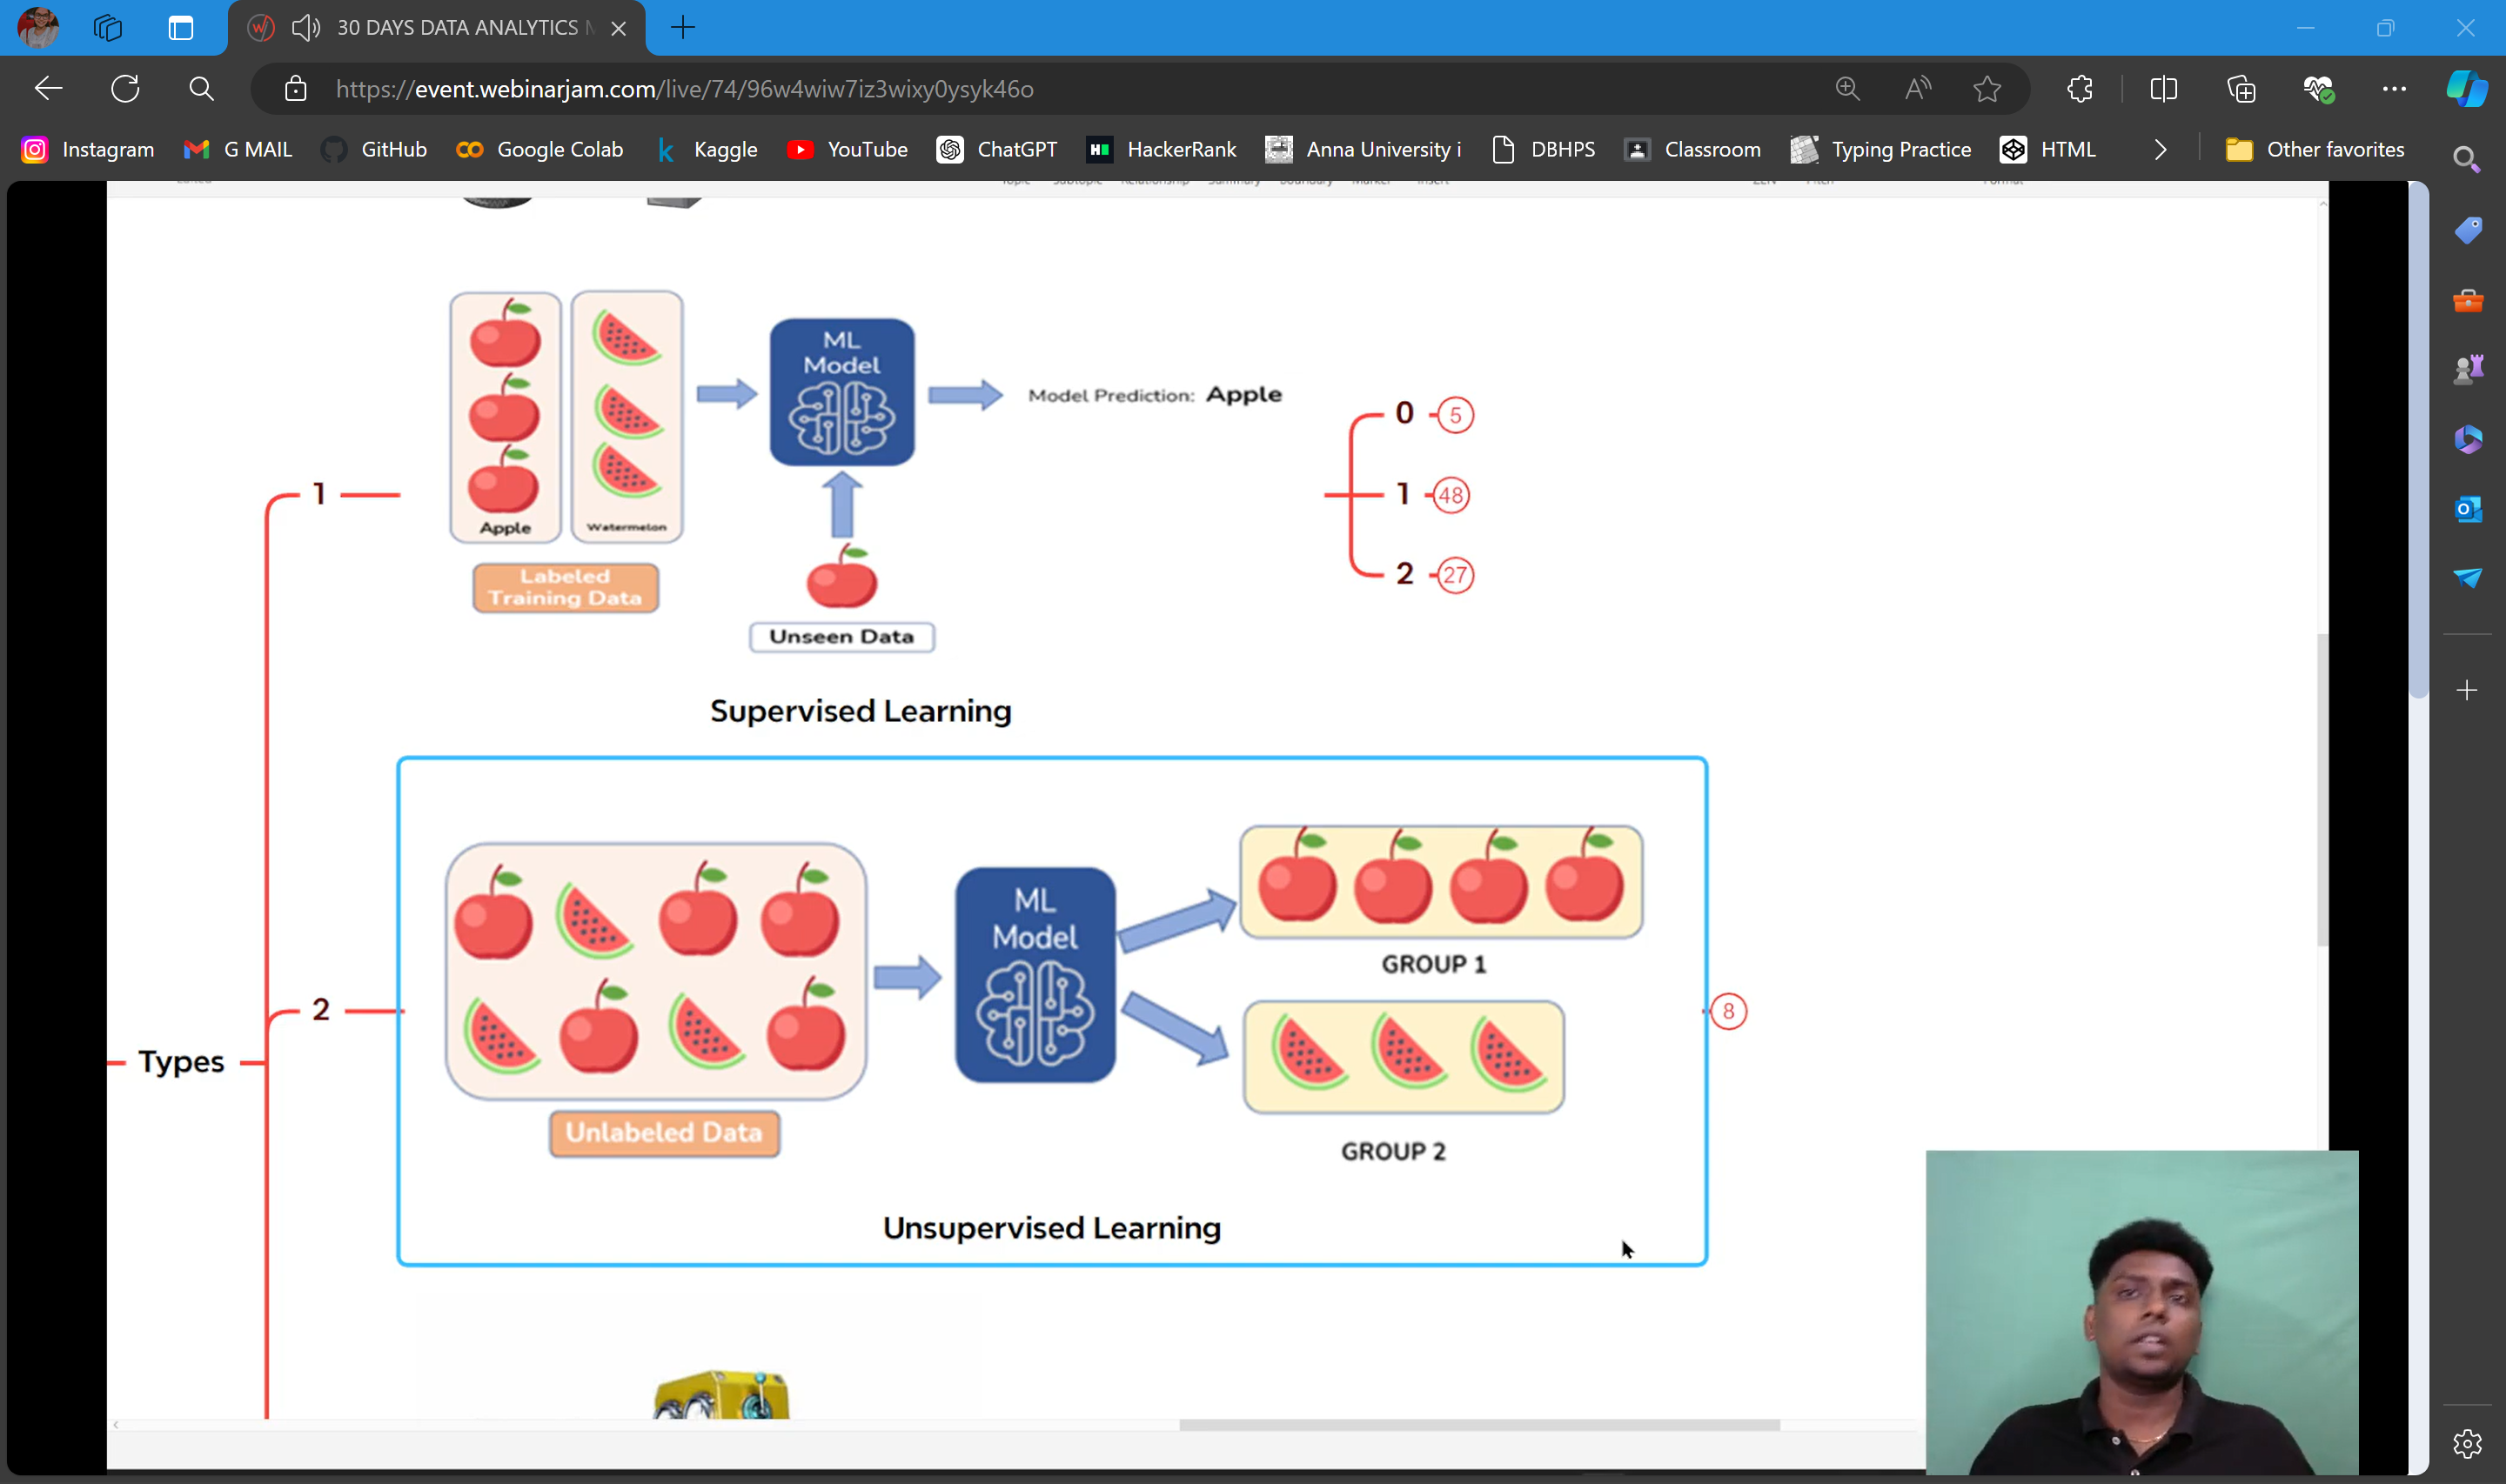 30 DAYS DATA ANALYTICS
https://event.webinarjam.com/live/74/96w4wiw7iz3wixy0ysyk46o
Instagram
G MAIL
GitHub
Google Colab
Kaggle
YouTube
ChatGPT
HackerRank
Anna University i
DBHPS
Classroom
Typing Practice
HTML
Other favorites
ML
Model
Model Prediction: Apple
0 5
1 48
2 27
1
Apple
Watermelon
Labeled
Training Data
Unseen Data
Supervised Learning
ML
Model
GROUP 1
2
8
Types
Unlabeled Data
GROUP 2
Unsupervised Learning